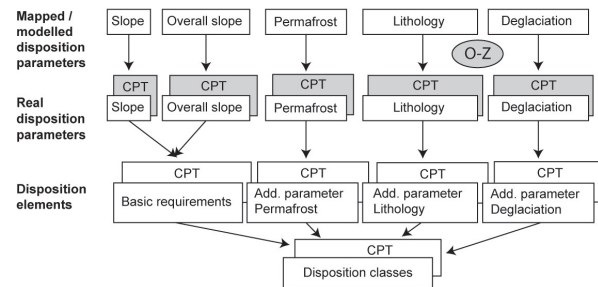 Mapped /
modelled
disposition
parameters
Slope
Overall slope
Permafrost
Lithology
Deglaciation
O-Z
Real
disposition
parameters
CPT
CPT
CPT
CPT
CPT
Slope
Overall slope
Permafrost
Lithology
Deglaciation
Disposition
elements
CPT
CPT
CPT
CPT
Basic requirements
Add. parameter
Permafrost
Add. parameter
Lithology
Add. parameter
Deglaciation
CPT
Disposition classes